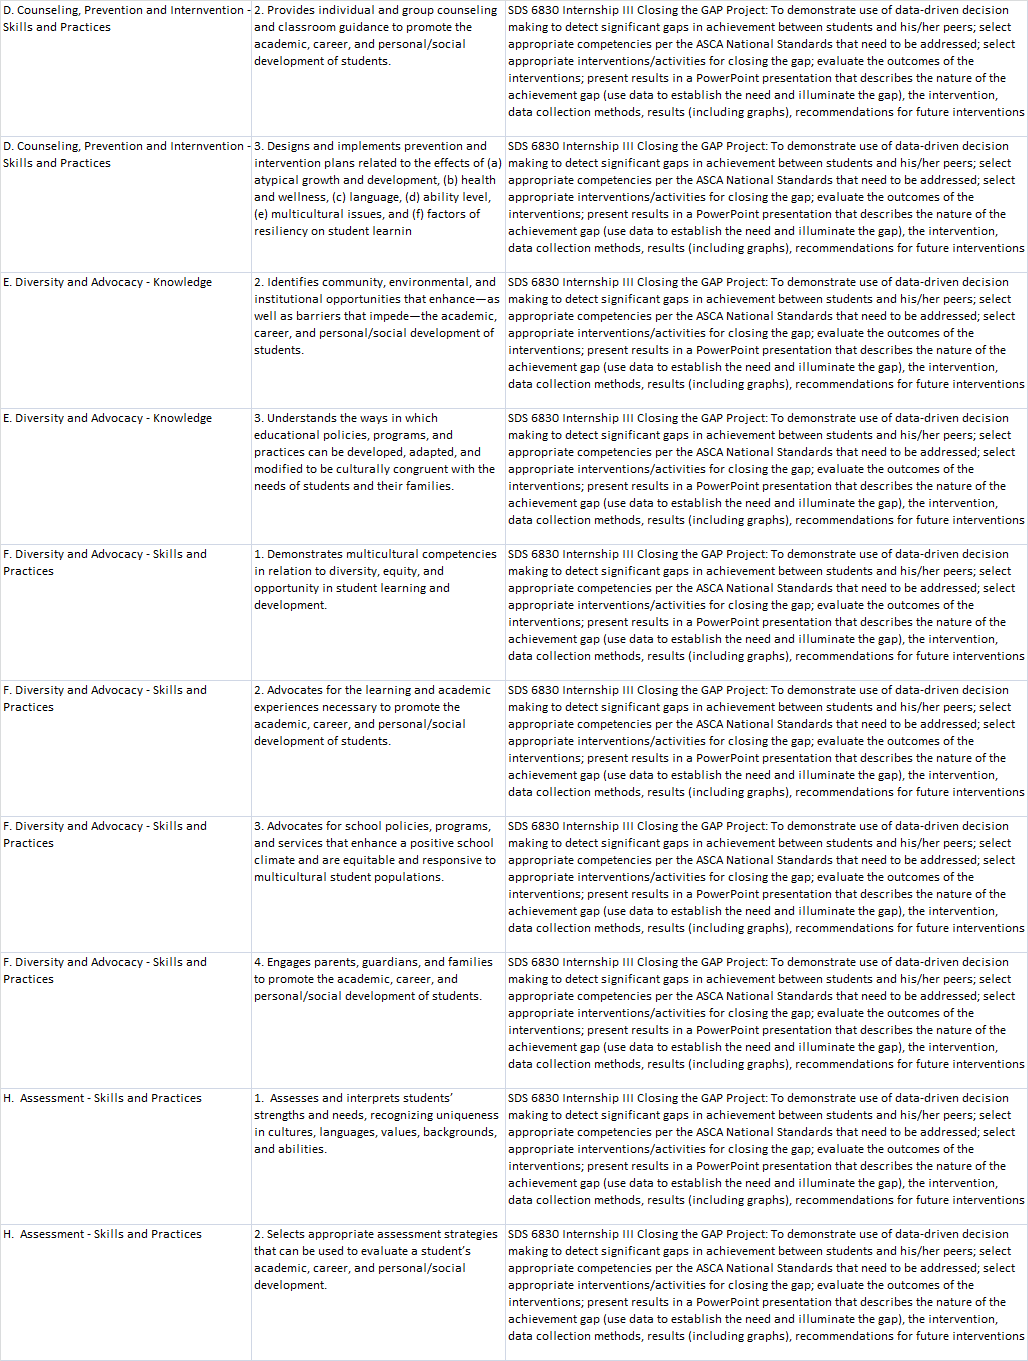 D. Counseling, Prevention and Internvention -
Skills and Practices
2. Provides individual and group counseling
and classroom guidance to promote the
academic, career, and personal/social
development of students.
SDS 6830 Internship III Closing the GAP Project: To demonstrate use of data-driven decision
making to detect significant gaps in achievement between students and his/her peers; select
appropriate competencies per the ASCA National Standards that need to be addressed; select
appropriate interventions/activities for closing the gap; evaluate the outcomes of the
interventions; present results in a PowerPoint presentation that describes the nature of the
achievement gap (use data to establish the need and illuminate the gap), the intervention,
data collection methods, results (including graphs), recommendations for future interventions
D. Counseling, Prevention and Internvention -
Skills and Practices
3. Designs and implements prevention and
intervention plans related to the effects of (a)
atypical growth and development, (b) health
and wellness, (c) language, (d) ability level,
(e) multicultural issues, and (f) factors of
resiliency on student learnin
SDS 6830 Internship III Closing the GAP Project: To demonstrate use of data-driven decision
making to detect significant gaps in achievement between students and his/her peers; select
appropriate competencies per the ASCA National Standards that need to be addressed; select
appropriate interventions/activities for closing the gap; evaluate the outcomes of the
interventions; present results in a PowerPoint presentation that describes the nature of the
achievement gap (use data to establish the need and illuminate the gap), the intervention,
data collection methods, results (including graphs), recommendations for future interventions
E. Diversity and Advocacy - Knowledge
2. Identifies community, environmental, and
institutional opportunities that enhance—as
well as barriers that impede—the academic,
career, and personal/social development of
students.
SDS 6830 Internship III Closing the GAP Project: To demonstrate use of data-driven decision
making to detect significant gaps in achievement between students and his/her peers; select
appropriate competencies per the ASCA National Standards that need to be addressed; select
appropriate interventions/activities for closing the gap; evaluate the outcomes of the
interventions; present results in a PowerPoint presentation that describes the nature of the
achievement gap (use data to establish the need and illuminate the gap), the intervention,
data collection methods, results (including graphs), recommendations for future interventions
E. Diversity and Advocacy - Knowledge
3. Understands the ways in which
educational policies, programs, and
practices can be developed, adapted, and
modified to be culturally congruent with the
needs of students and their families.
SDS 6830 Internship III Closing the GAP Project: To demonstrate use of data-driven decision
making to detect significant gaps in achievement between students and his/her peers; select
appropriate competencies per the ASCA National Standards that need to be addressed; select
appropriate interventions/activities for closing the gap; evaluate the outcomes of the
interventions; present results in a PowerPoint presentation that describes the nature of the
achievement gap (use data to establish the need and illuminate the gap), the intervention,
data collection methods, results (including graphs), recommendations for future interventions
F. Diversity and Advocacy - Skills and
Practices
1. Demonstrates multicultural competencies
in relation to diversity, equity, and
opportunity in student learning and
development.
SDS 6830 Internship III Closing the GAP Project: To demonstrate use of data-driven decision
making to detect significant gaps in achievement between students and his/her peers; select
appropriate competencies per the ASCA National Standards that need to be addressed; select
appropriate interventions/activities for closing the gap; evaluate the outcomes of the
interventions; present results in a PowerPoint presentation that describes the nature of the
achievement gap (use data to establish the need and illuminate the gap), the intervention,
data collection methods, results (including graphs), recommendations for future interventions
F. Diversity and Advocacy - Skills and
Practices
2. Advocates for the learning and academic
experiences necessary to promote the
academic, career, and personal/social
development of students.
SDS 6830 Internship III Closing the GAP Project: To demonstrate use of data-driven decision
making to detect significant gaps in achievement between students and his/her peers; select
appropriate competencies per the ASCA National Standards that need to be addressed; select
appropriate interventions/activities for closing the gap; evaluate the outcomes of the
interventions; present results in a PowerPoint presentation that describes the nature of the
achievement gap (use data to establish the need and illuminate the gap), the intervention,
data collection methods, results (including graphs), recommendations for future interventions
F. Diversity and Advocacy - Skills and
Practices
3. Advocates for school policies, programs,
and services that enhance a positive school
climate and are equitable and responsive to
multicultural student populations.
SDS 6830 Internship III Closing the GAP Project: To demonstrate use of data-driven decision
making to detect significant gaps in achievement between students and his/her peers; select
appropriate competencies per the ASCA National Standards that need to be addressed; select
appropriate interventions/activities for closing the gap; evaluate the outcomes of the
interventions; present results in a PowerPoint presentation that describes the nature of the
achievement gap (use data to establish the need and illuminate the gap), the intervention,
data collection methods, results (including graphs), recommendations for future interventions
F. Diversity and Advocacy - Skills and
Practices
4. Engages parents, guardians, and families
to promote the academic, career, and
personal/social development of students.
SDS 6830 Internship III Closing the GAP Project: To demonstrate use of data-driven decision
making to detect significant gaps in achievement between students and his/her peers; select
appropriate competencies per the ASCA National Standards that need to be addressed; select
appropriate interventions/activities for closing the gap; evaluate the outcomes of the
interventions; present results in a PowerPoint presentation that describes the nature of the
achievement gap (use data to establish the need and illuminate the gap), the intervention,
data collection methods, results (including graphs), recommendations for future interventions
H. Assessment - Skills and Practices
1. Assesses and interprets students’
strengths and needs, recognizing uniqueness
in cultures, languages, values, backgrounds,
and abilities.
SDS 6830 Internship III Closing the GAP Project: To demonstrate use of data-driven decision
making to detect significant gaps in achievement between students and his/her peers; select
appropriate competencies per the ASCA National Standards that need to be addressed; select
appropriate interventions/activities for closing the gap; evaluate the outcomes of the
interventions; present results in a PowerPoint presentation that describes the nature of the
achievement gap (use data to establish the need and illuminate the gap), the intervention,
data collection methods, results (including graphs), recommendations for future interventions
H. Assessment - Skills and Practices
2. Selects appropriate assessment strategies
that can be used to evaluate a student’s
academic, career, and personal/social
development.
SDS 6830 Internship III Closing the GAP Project: To demonstrate use of data-driven decision
making to detect significant gaps in achievement between students and his/her peers; select
appropriate competencies per the ASCA National Standards that need to be addressed; select
appropriate interventions/activities for closing the gap; evaluate the outcomes of the
interventions; present results in a PowerPoint presentation that describes the nature of the
achievement gap (use data to establish the need and illuminate the gap), the intervention,
data collection methods, results (including graphs), recommendations for future interventions